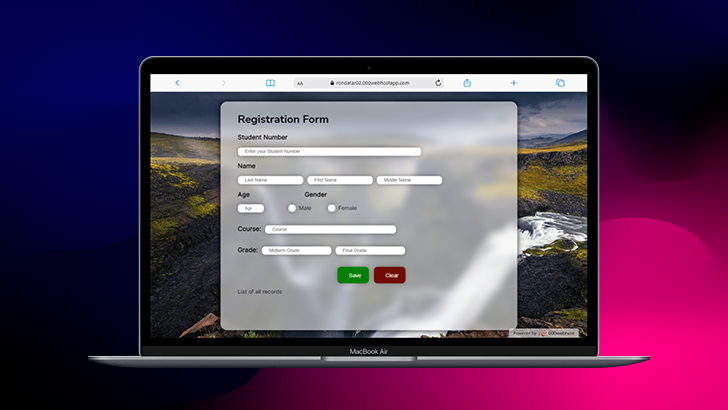 AA rondatar02.000webhostapp.com
Registration Form
Student Number
Enter your Student Number
Name
Last Name First Name Middle Name
Age Gender
Age Male Female
Course: Course
Grade: Midterm Grade Final Grade
Save Clear
List of all records
Powered by 000webhost
MacBook Air